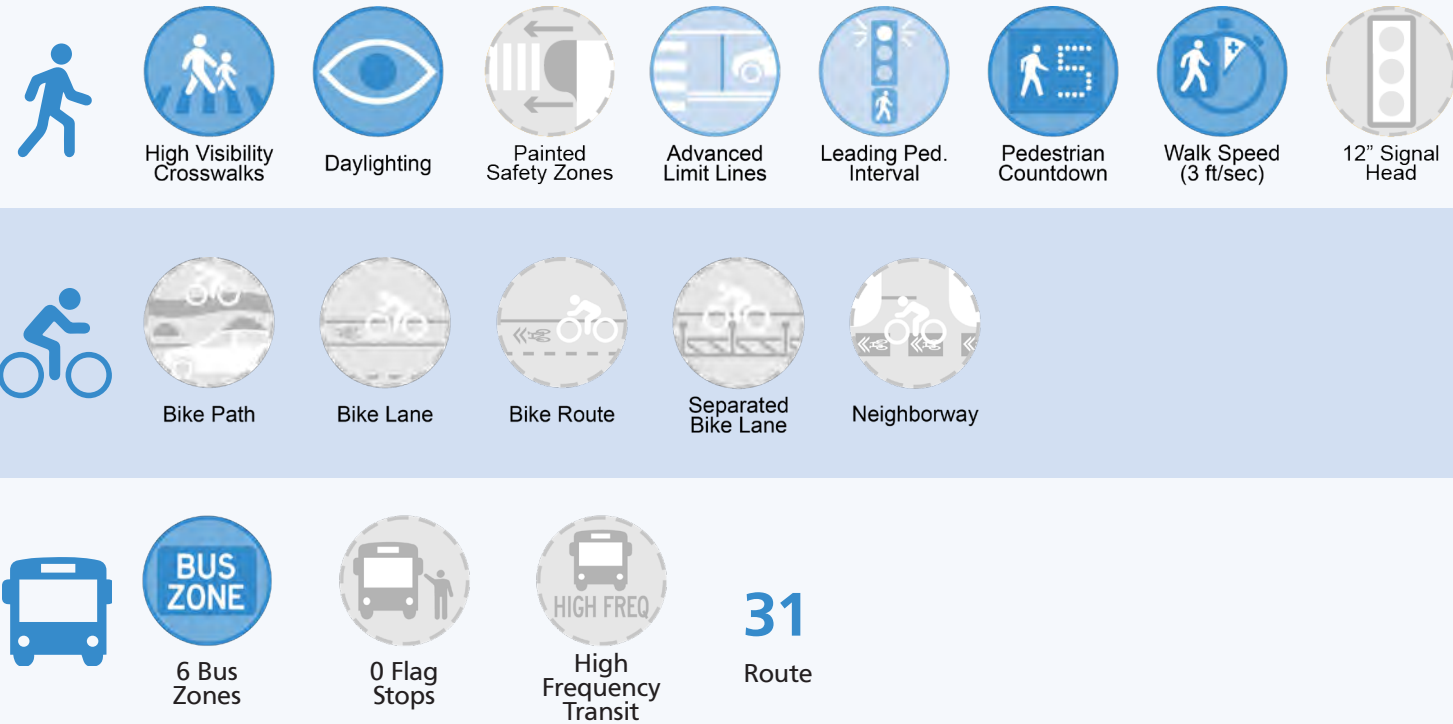 5
High Visibility
Crosswalks
Daylighting
Painted
Safety Zones
Advanced
Limit Lines
Leading Ped.
Interval
Pedestrian
Countdown
Walk Speed
(3 ft/sec)
12” Signal
Head
Bike Path
Bike Lane
Bike Route
Separated
Bike Lane
Neighborway
BUS
ZONE
6 Bus
Zones
0 Flag
Stops
HIGH FREQ
High
Frequency
Transit
31
Route